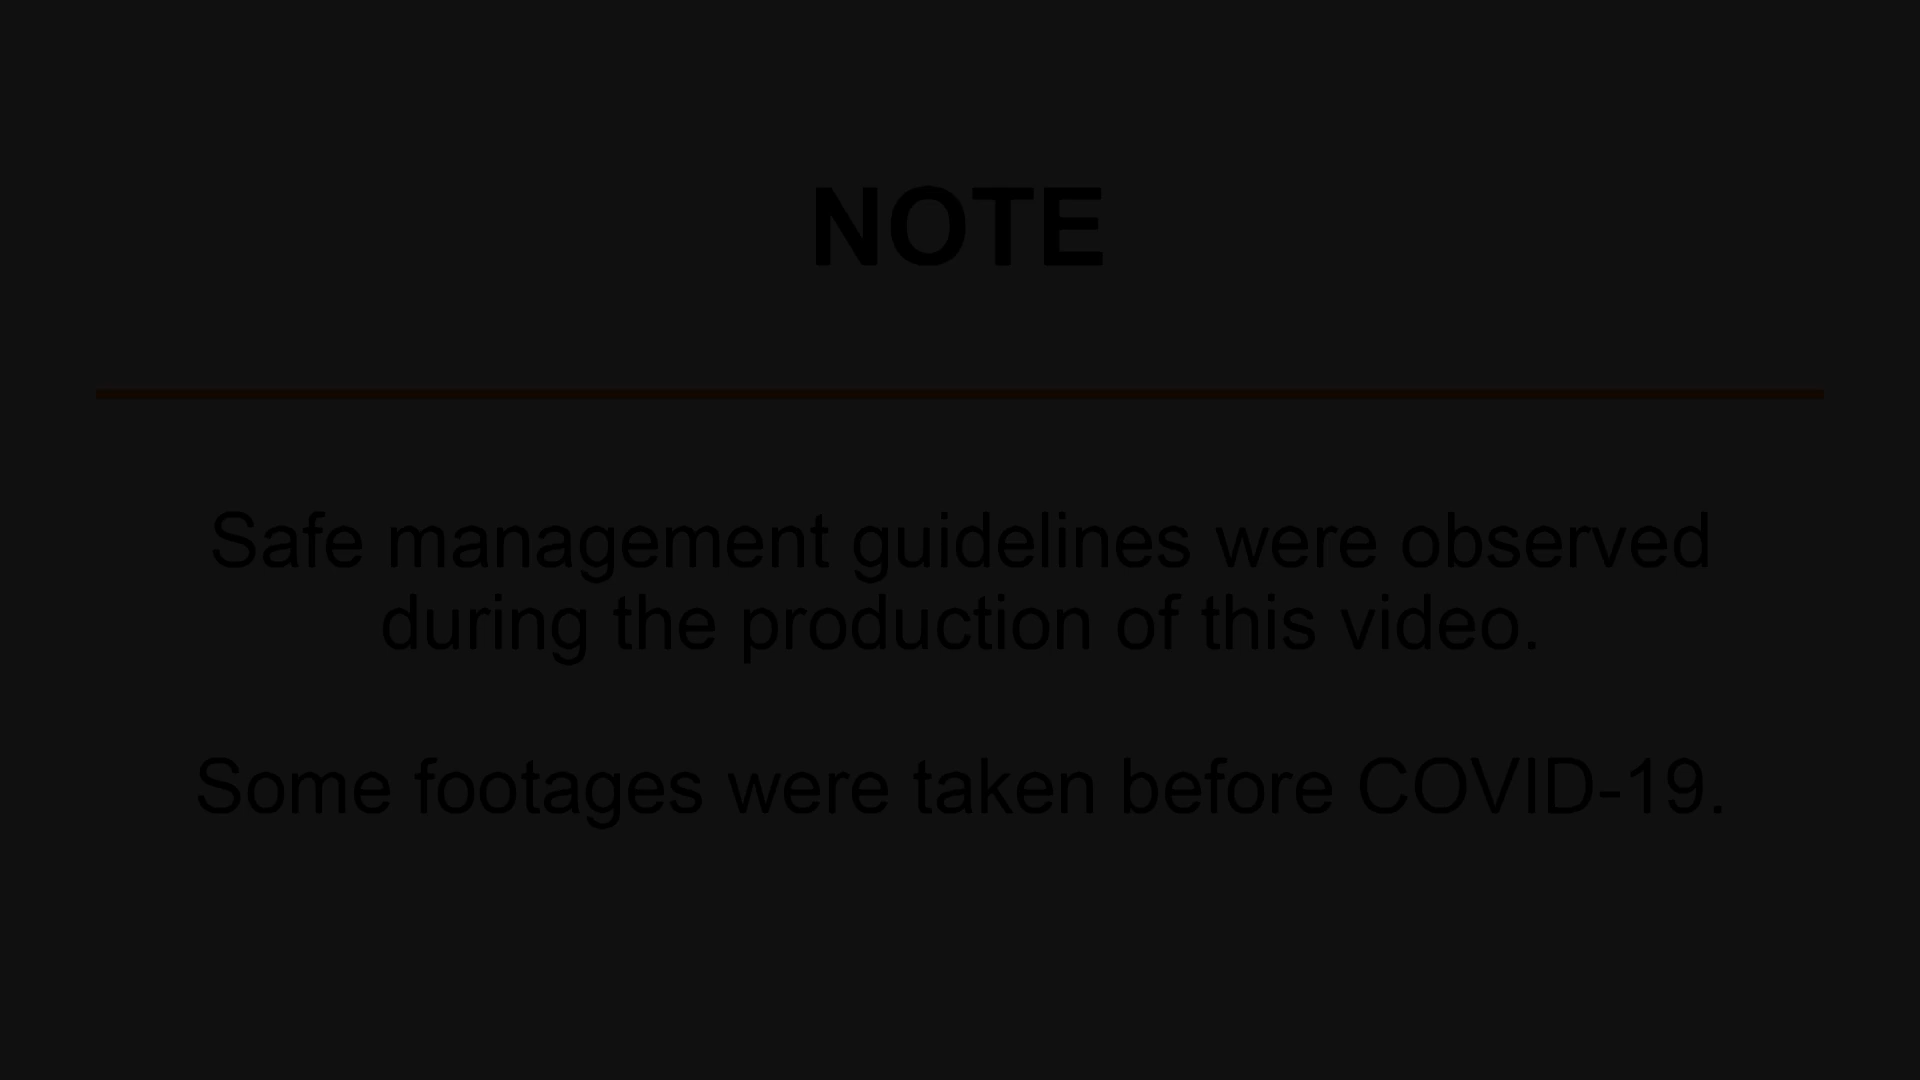 NOTE
Safe management guidelines were observed
during the production of this video.
Some footages were taken before COVID-19.